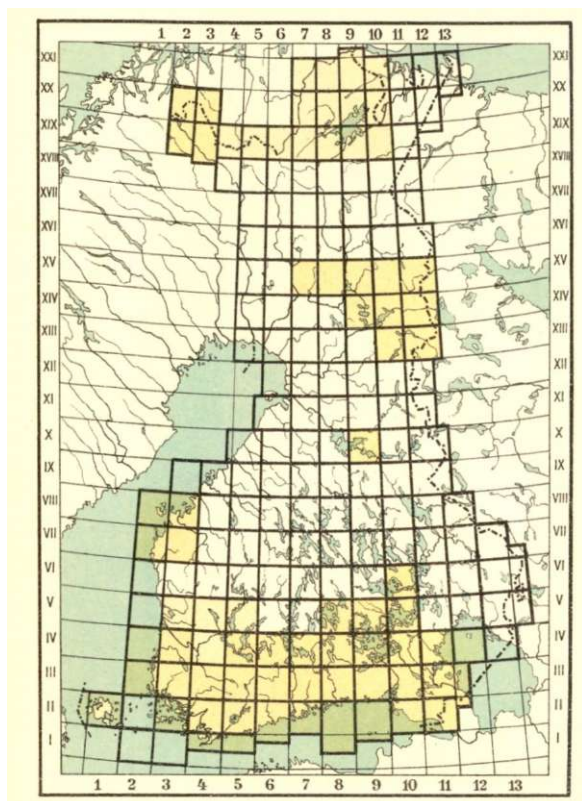 1 2 3 4 5 6 7 8 9 10 11 12 13
XXI XXI
XX XX
XIX XIX
XVIII XVIII
XVII XVII
XVI XVI
XV XV
XIV XIV
XIII XIII
XII XII
XI XI
X X
IX IX
VIII VIII
VII VII
VI VI
V V
IV IV
III III
II II
I I
1 2 3 4 5 6 7 8 9 10 11 12 13